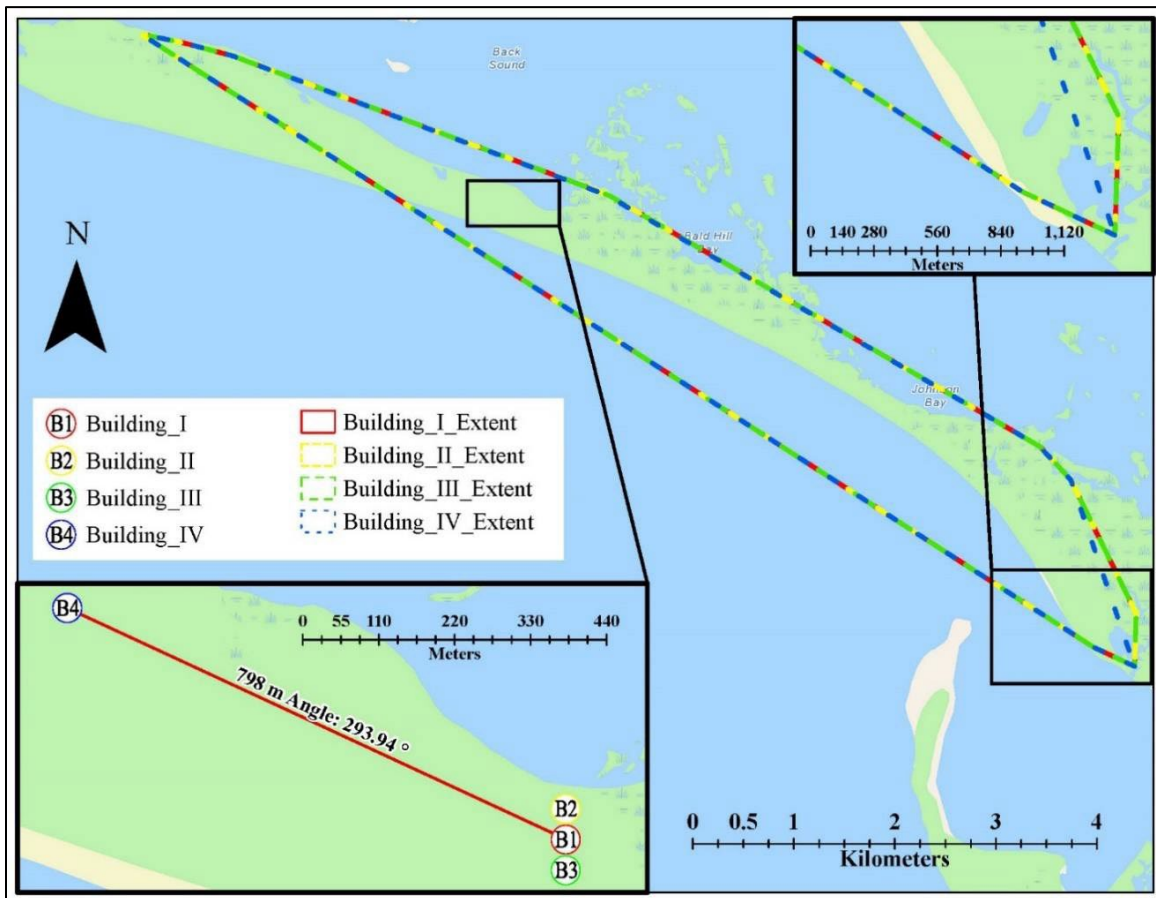 Back
Sound
Bald Hill
Bay
Johnson
Bay
0 140 280 560 840 1,120
Meters
N
B1 Building_I
B2 Building_II
B3 Building_III
B4 Building_IV
Building_I_Extent
Building_II_Extent
Building_III_Extent
Building_IV_Extent
B4
0 55 110 220 330 440
Meters
798 m Angle: 293.94 °
B2
B1
B3
0 0.5 1 2 3 4
Kilometers